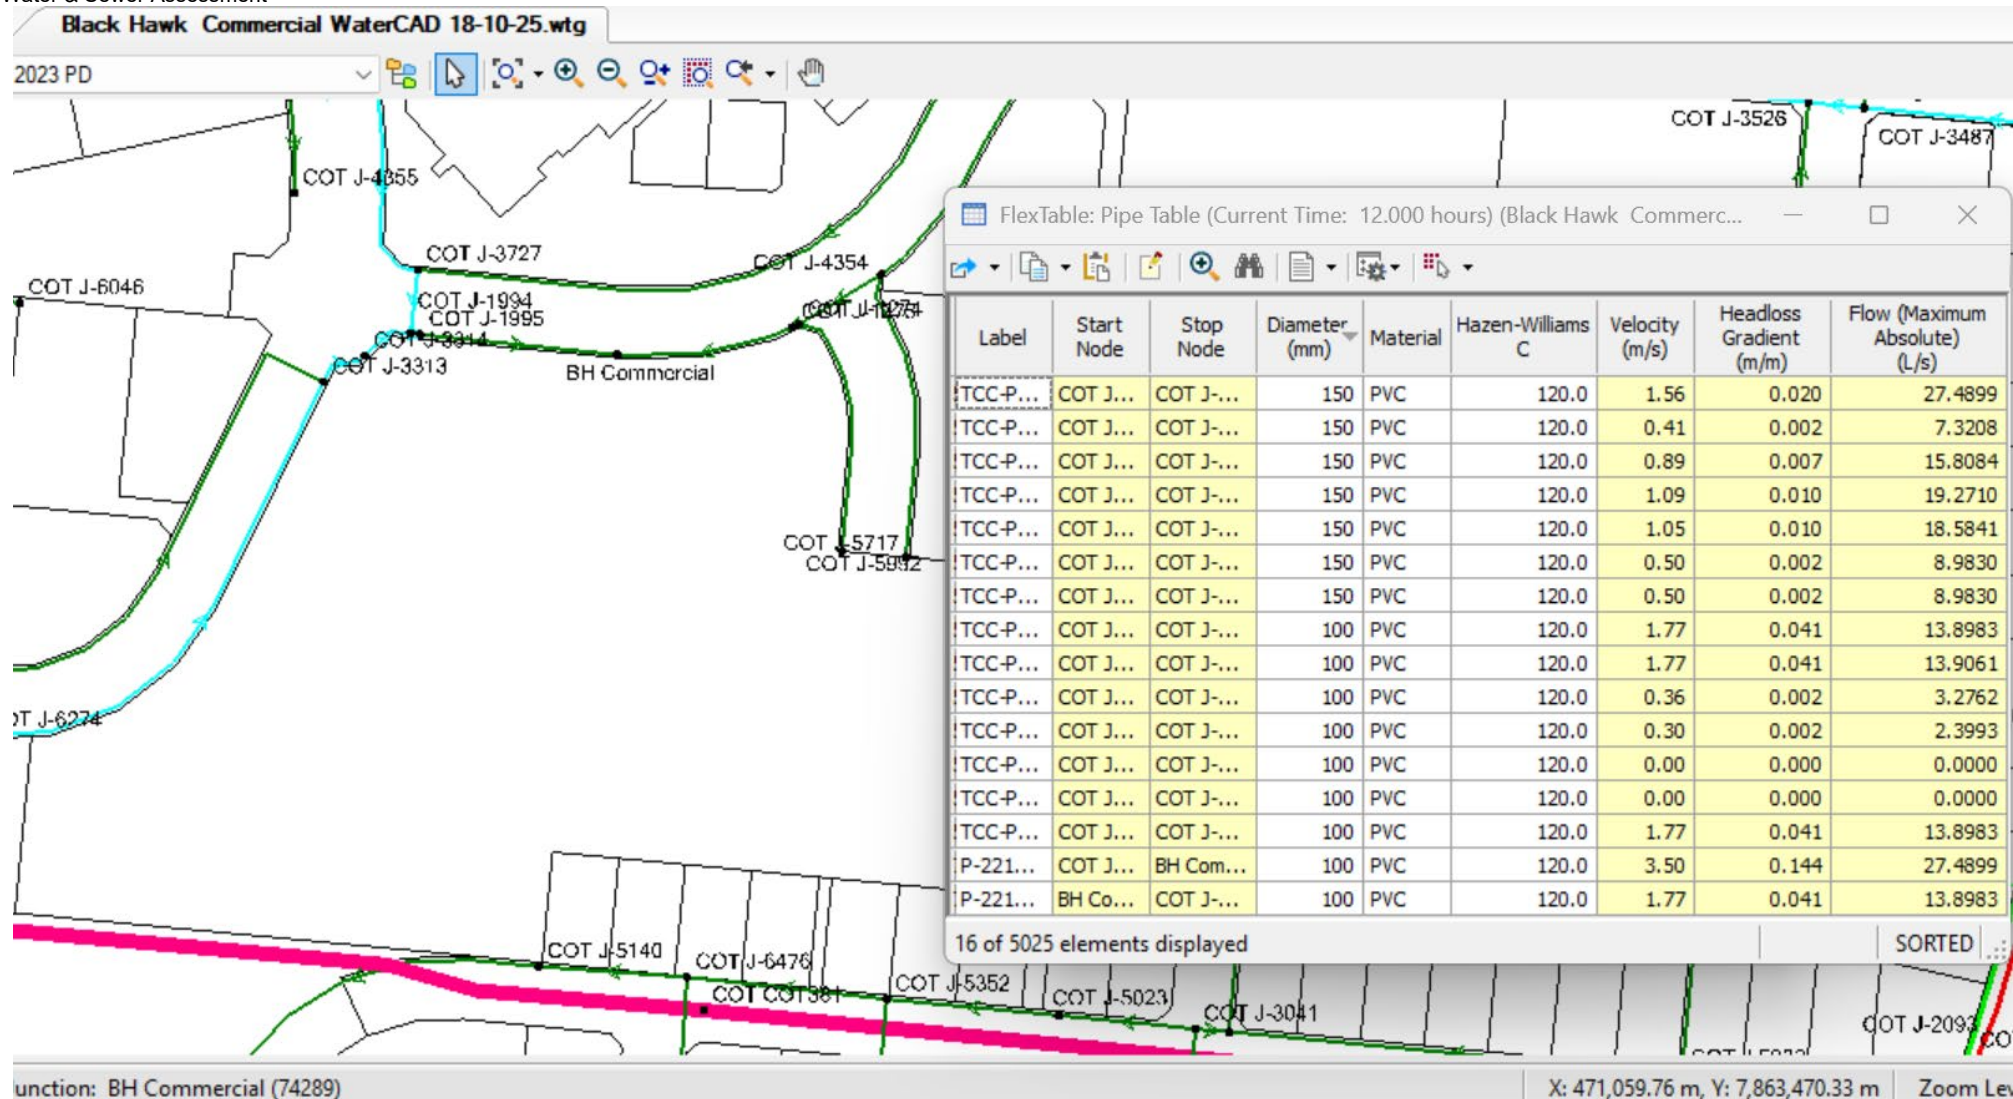 Water & Sewer Assessment
Black Hawk Commercial WaterCAD 18-10-25.wtg
2023 PD
COT J-3526
COT J-3487
COT J-4355
COT J-3727
COT J-4354
COT J-6046
COT J-1994
COT J-1995
COT J-3314
COT J-3313
BH Commercial
COT J-5717
COT J-5992
OT J-6274
COT J-5140
COT J-6476
COT COT381
COT J-5352
COT J-5023
COT J-3041
COT J-2093
CO
FlexTable: Pipe Table (Current Time: 12.000 hours) (Black Hawk Commerc...
Label Start Node Stop Node Diameter (mm) Material Hazen-Williams C Velocity (m/s) Headloss Gradient (m/m) Flow (Maximum Absolute) (L/s)
TCC-P... COT J... COT J-... 150 PVC 120.0 1.56 0.020 27.4899
TCC-P... COT J... COT J-... 150 PVC 120.0 0.41 0.002 7.3208
TCC-P... COT J... COT J-... 150 PVC 120.0 0.89 0.007 15.8084
TCC-P... COT J... COT J-... 150 PVC 120.0 1.09 0.010 19.2710
TCC-P... COT J... COT J-... 150 PVC 120.0 1.05 0.010 18.5841
TCC-P... COT J... COT J-... 150 PVC 120.0 0.50 0.002 8.9830
TCC-P... COT J... COT J-... 150 PVC 120.0 0.50 0.002 8.9830
TCC-P... COT J... COT J-... 100 PVC 120.0 1.77 0.041 13.8983
TCC-P... COT J... COT J-... 100 PVC 120.0 1.77 0.041 13.9061
TCC-P... COT J... COT J-... 100 PVC 120.0 0.36 0.002 3.2762
TCC-P... COT J... COT J-... 100 PVC 120.0 0.30 0.002 2.3993
TCC-P... COT J... COT J-... 100 PVC 120.0 0.00 0.000 0.0000
TCC-P... COT J... COT J-... 100 PVC 120.0 0.00 0.000 0.0000
TCC-P... COT J... COT J-... 100 PVC 120.0 1.77 0.041 13.8983
P-221... COT J... BH Com... 100 PVC 120.0 3.50 0.144 27.4899
P-221... BH Co... COT J-... 100 PVC 120.0 1.77 0.041 13.8983
16 of 5025 elements displayed
SORTED
unction: BH Commercial (74289)
X: 471,059.76 m, Y: 7,863,470.33 m
Zoom Lev